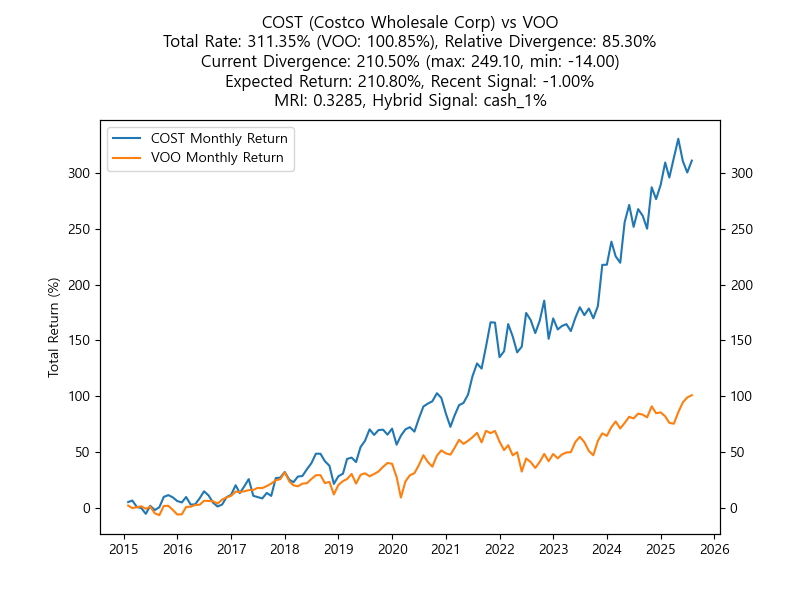 COST (Costco Wholesale Corp) vs VOO
Total Rate: 311.35% (VOO: 100.85%), Relative Divergence: 85.30%
Current Divergence: 210.50% (max: 249.10, min: -14.00)
Expected Return: 210.80%, Recent Signal: -1.00%
MRI: 0.3285, Hybrid Signal: cash_1%
COST Monthly Return
VOO Monthly Return
Total Return (%)
300 300
250 250
200 200
150 150
100 100
50 50
0 0
2015 2016 2017 2018 2019 2020 2021 2022 2023 2024 2025 2026